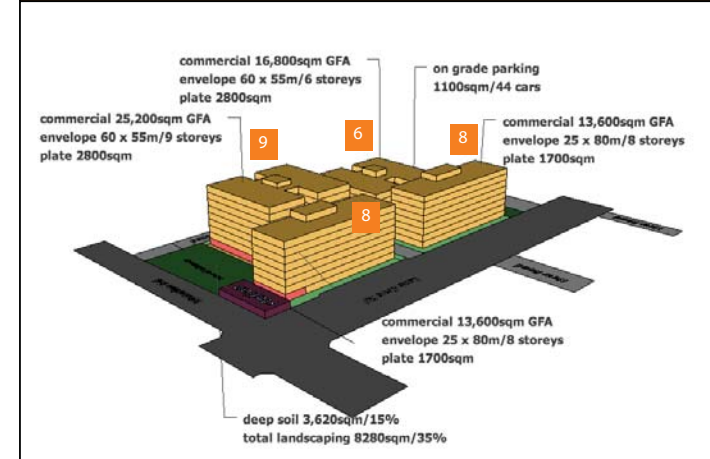 commercial 16,800sqm GFA
envelope 60 x 55m/6 storeys
plate 2800sqm
on grade parking
1100sqm/44 cars
commercial 25,200sqm GFA
envelope 60 x 55m/9 storeys
plate 2800sqm
commercial 13,600sqm GFA
envelope 25 x 80m/8 storeys
plate 1700sqm
9
6
8
8
commercial 13,600sqm GFA
envelope 25 x 80m/8 storeys
plate 1700sqm
deep soil 3,620sqm/15%
total landscaping 8280sqm/35%